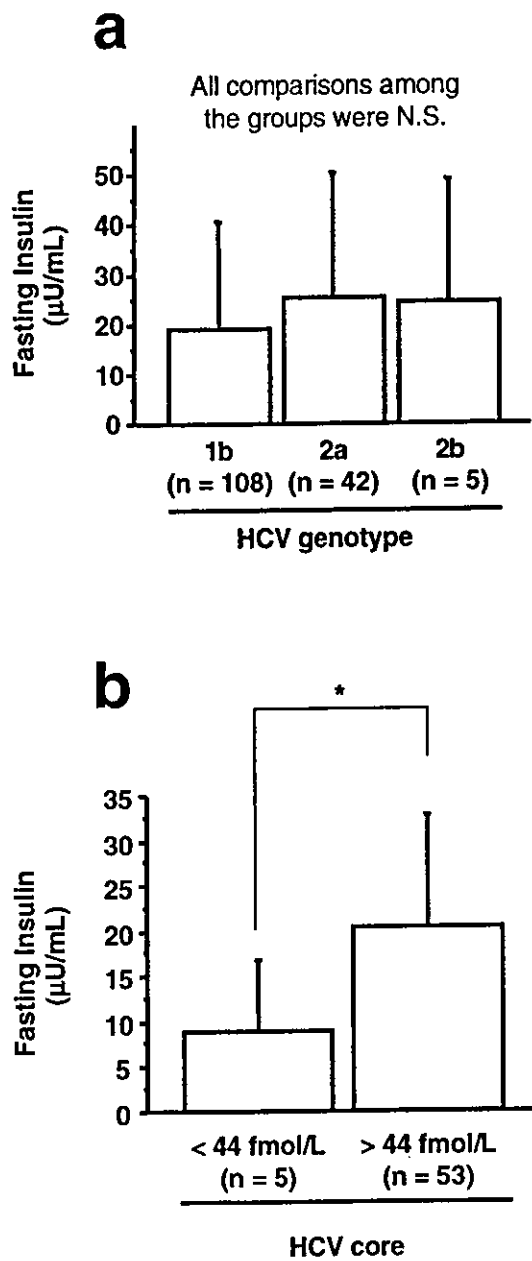 a
All comparisons among
the groups were N.S.
Fasting Insulin
(µU/mL)
50
40
30
20
10
0
1b 2a 2b
(n = 108) (n = 42) (n = 5)
HCV genotype
b
*
Fasting Insulin
(µU/mL)
35
30
25
20
15
10
5
0
< 44 fmol/L > 44 fmol/L
(n = 5) (n = 53)
HCV core